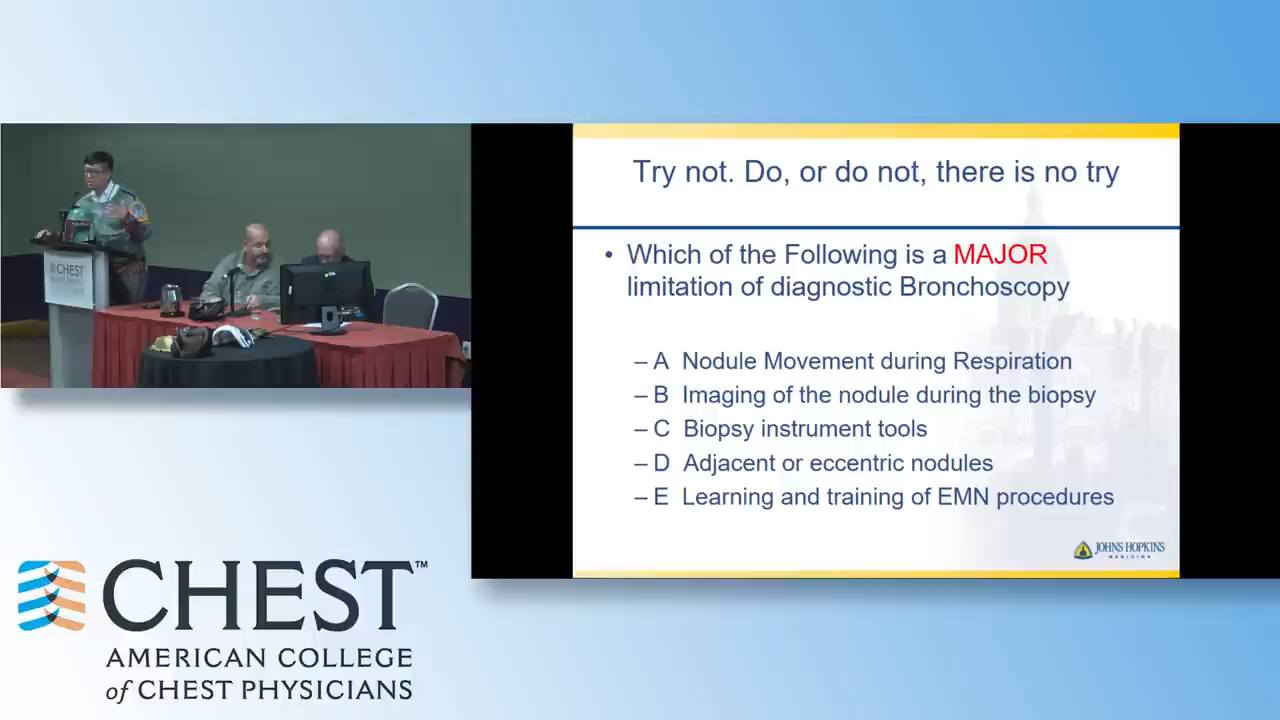 Try not. Do, or do not, there is no try
• Which of the Following is a MAJOR
limitation of diagnostic Bronchoscopy
– A Nodule Movement during Respiration
– B Imaging of the nodule during the biopsy
– C Biopsy instrument tools
– D Adjacent or eccentric nodules
– E Learning and training of EMN procedures
JOHNS HOPKINS
MEDICINE
CHEST
CHEST™
AMERICAN COLLEGE
of CHEST PHYSICIANS